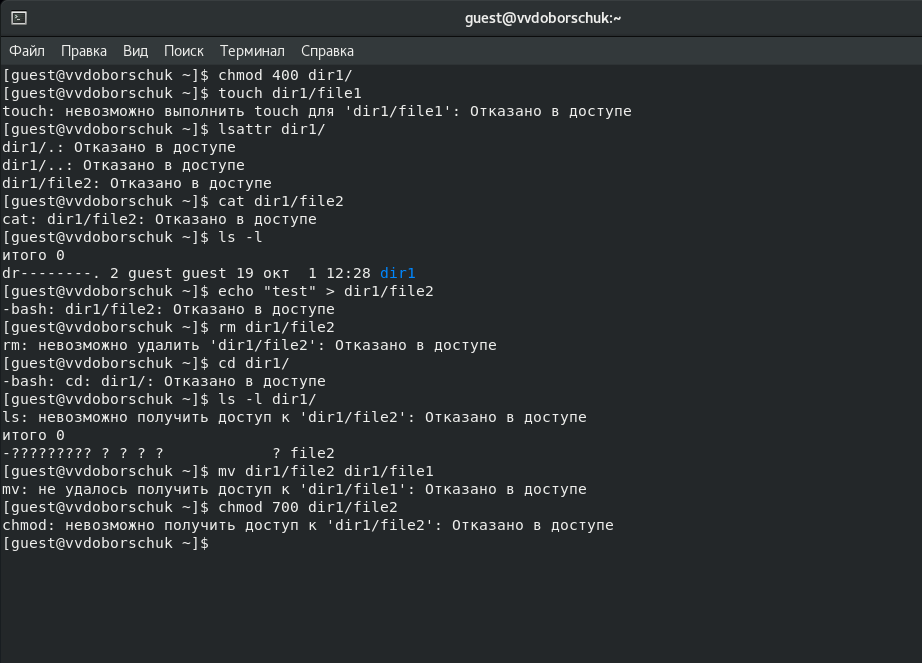 guest@vvdoborschuk:~
Файл Правка Вид Поиск Терминал Справка
[guest@vvdoborschuk ~]$ chmod 400 dir1/
[guest@vvdoborschuk ~]$ touch dir1/file1
touch: невозможно выполнить touch для 'dir1/file1': Отказано в доступе
[guest@vvdoborschuk ~]$ lsattr dir1/
dir1/.: Отказано в доступе
dir1/..: Отказано в доступе
dir1/file2: Отказано в доступе
[guest@vvdoborschuk ~]$ cat dir1/file2
cat: dir1/file2: Отказано в доступе
[guest@vvdoborschuk ~]$ ls -l
итого 0
dr--------. 2 guest guest 19 окт  1 12:28 dir1
[guest@vvdoborschuk ~]$ echo "test" > dir1/file2
-bash: dir1/file2: Отказано в доступе
[guest@vvdoborschuk ~]$ rm dir1/file2
rm: невозможно удалить 'dir1/file2': Отказано в доступе
[guest@vvdoborschuk ~]$ cd dir1/
-bash: cd: dir1/: Отказано в доступе
[guest@vvdoborschuk ~]$ ls -l dir1/
ls: невозможно получить доступ к 'dir1/file2': Отказано в доступе
итого 0
-????????? ? ? ? ?            ? file2
[guest@vvdoborschuk ~]$ mv dir1/file2 dir1/file1
mv: не удалось получить доступ к 'dir1/file1': Отказано в доступе
[guest@vvdoborschuk ~]$ chmod 700 dir1/file2
chmod: невозможно получить доступ к 'dir1/file2': Отказано в доступе
[guest@vvdoborschuk ~]$